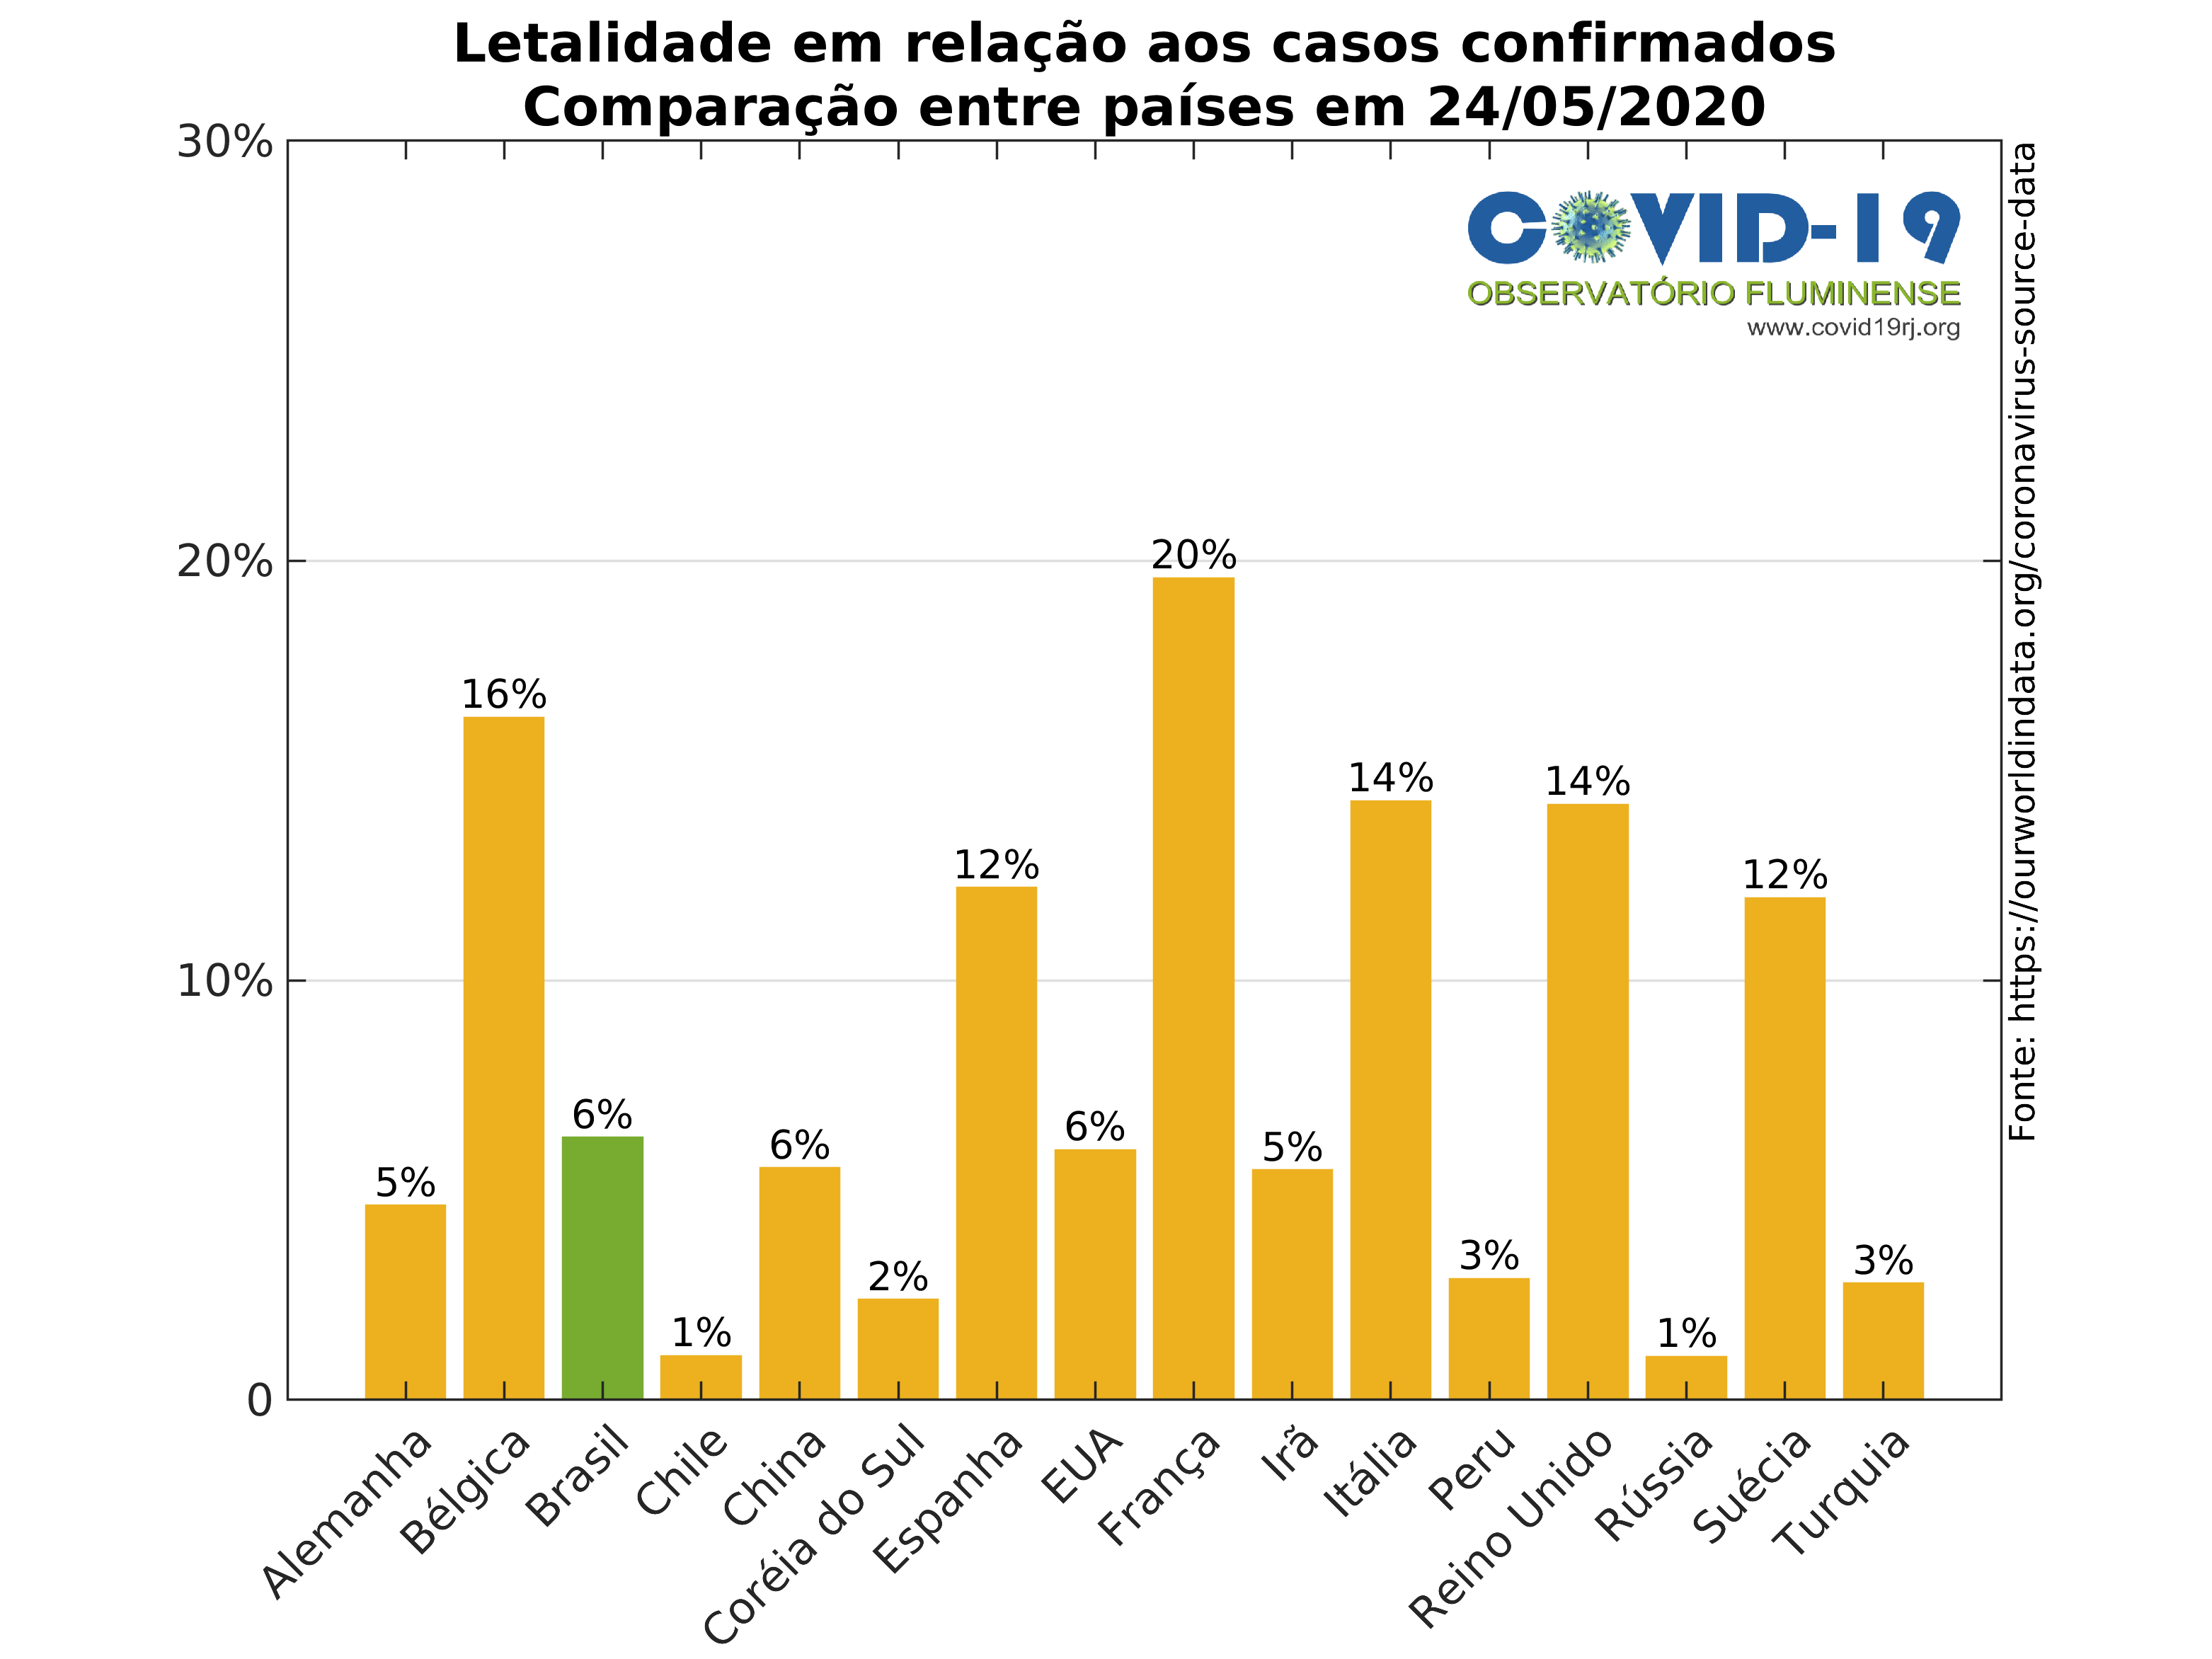 Letalidade em relação aos casos confirmados
Comparação entre países em 24/05/2020
30%
20%
10%
0
COVID-19
OBSERVATÓRIO FLUMINENSE
www.covid19rj.org
5%
16%
6%
1%
6%
2%
12%
6%
20%
5%
14%
3%
14%
1%
12%
3%
Alemanha
Bélgica
Brasil
Chile
China
Coréia do Sul
Espanha
EUA
França
Irã
Itália
Peru
Reino Unido
Rússia
Suécia
Turquia
Fonte: https://ourworldindata.org/coronavirus-source-data